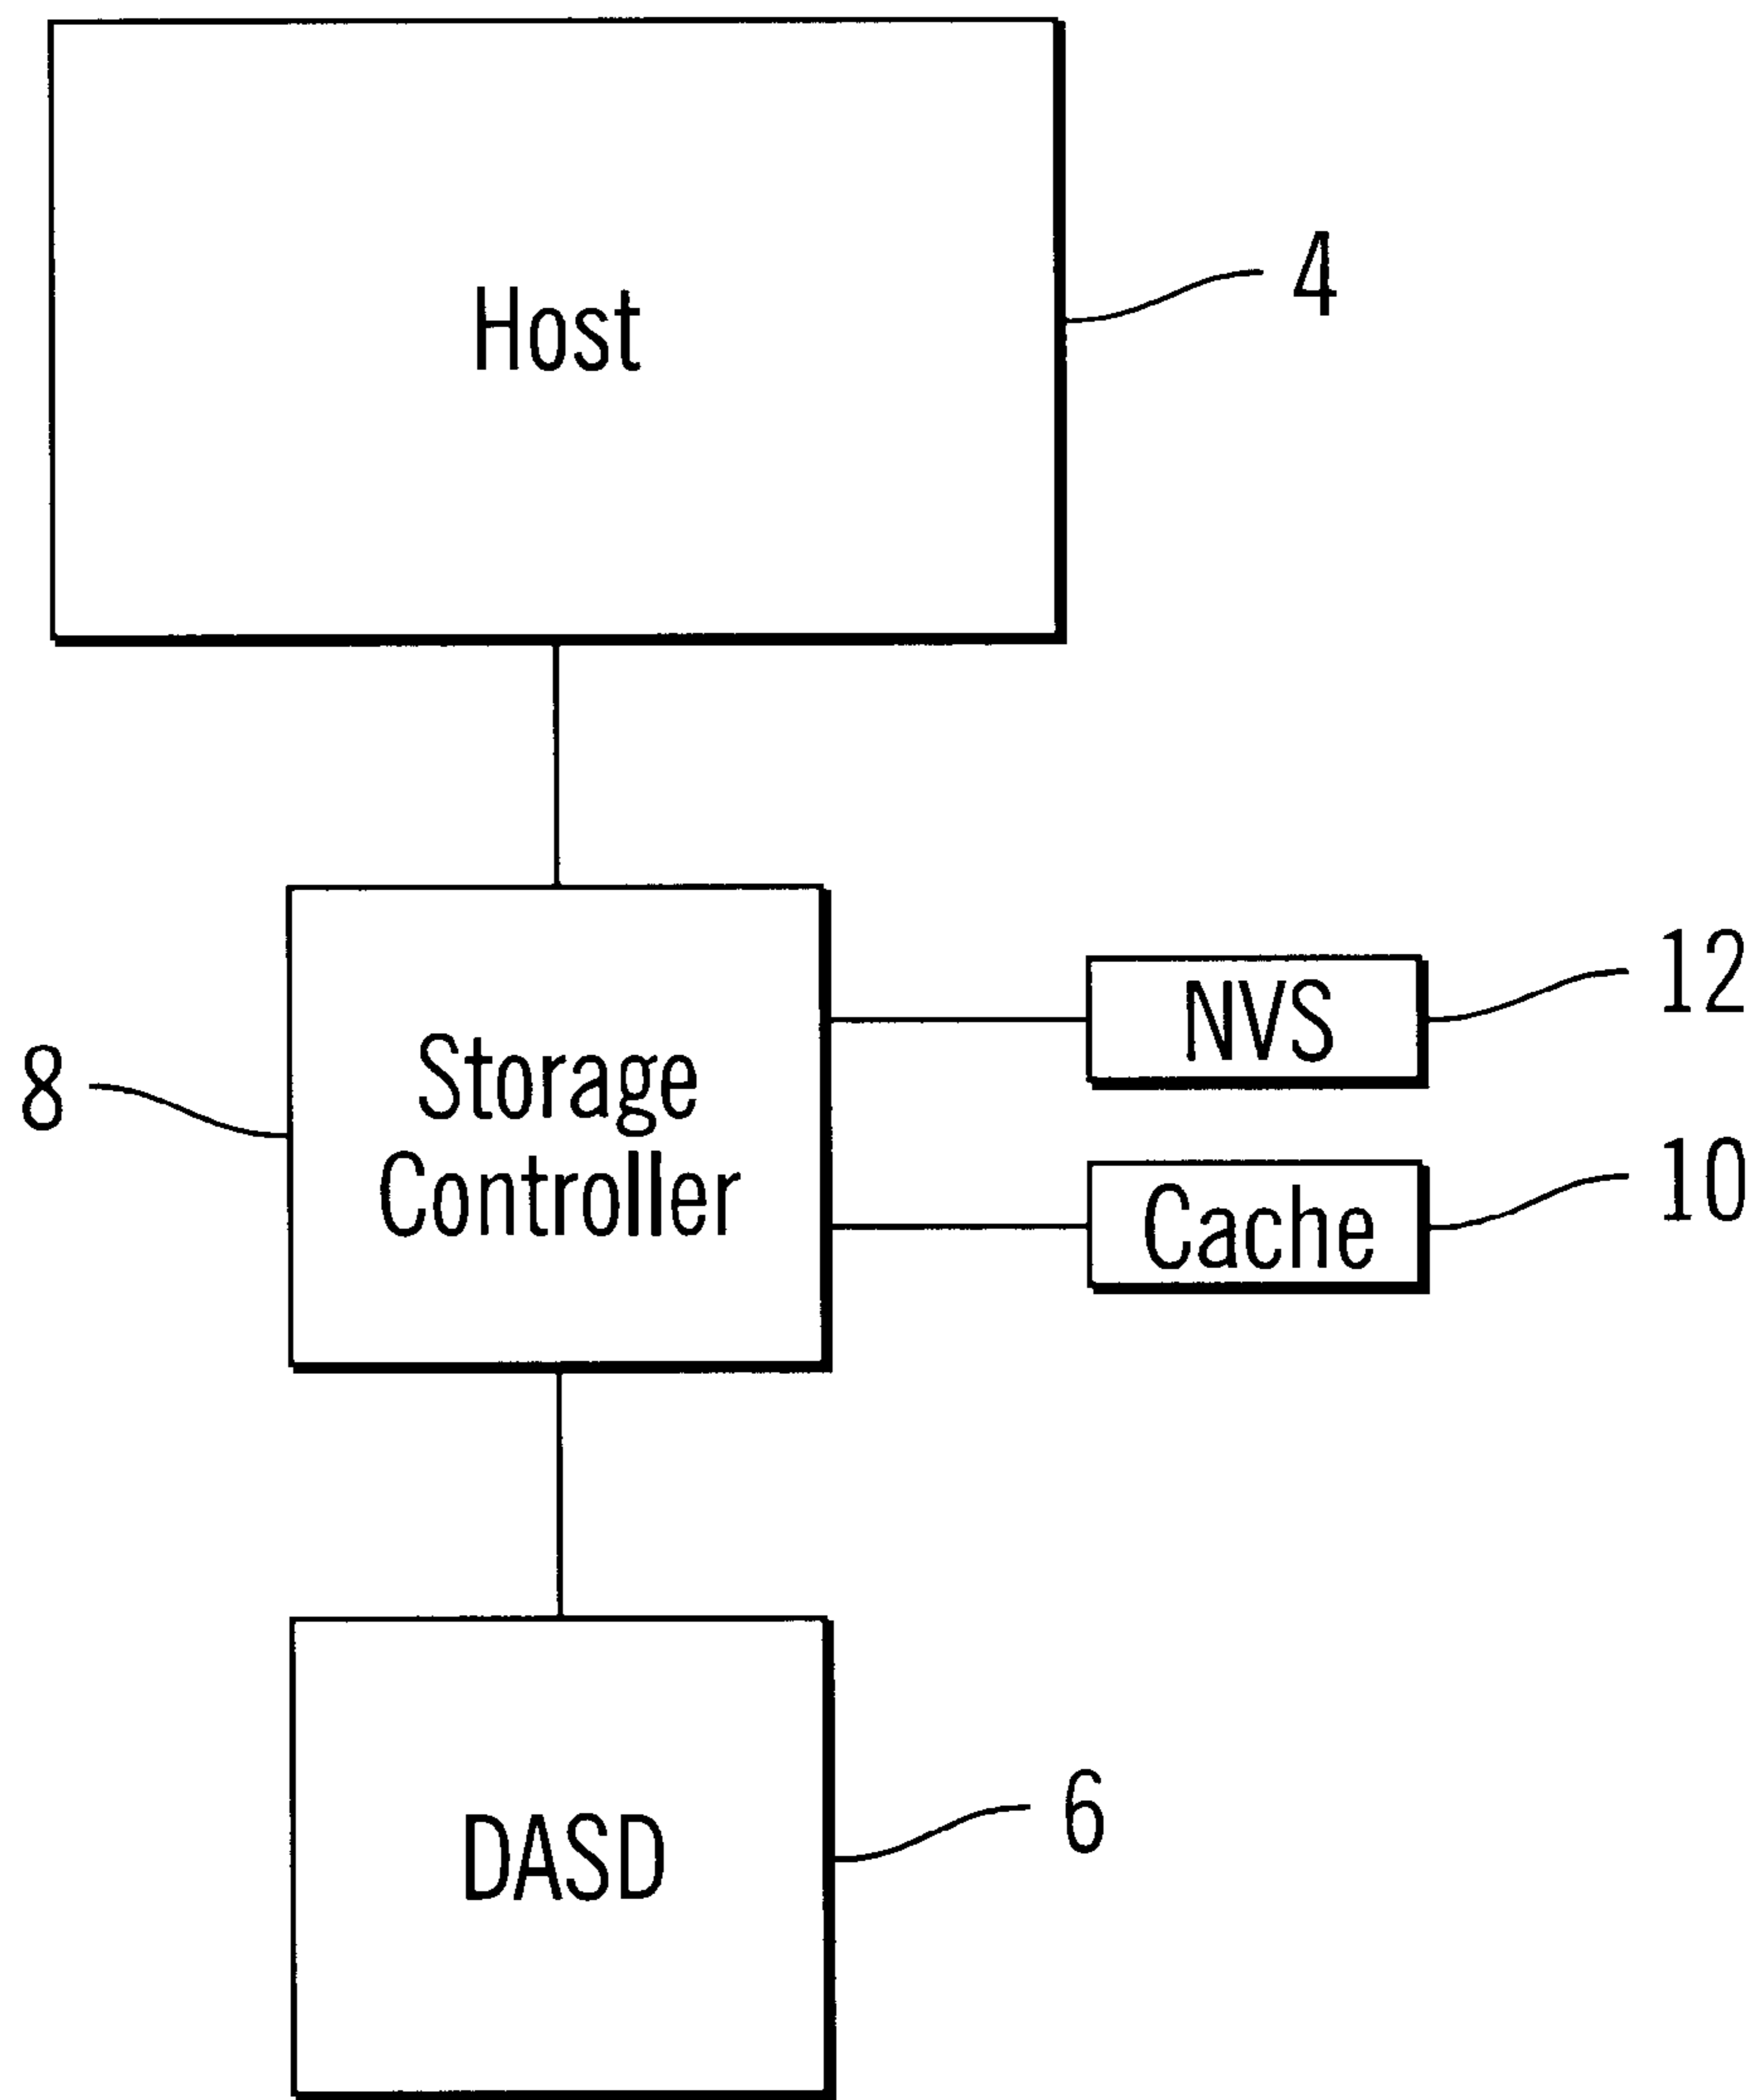 Host
4
Storage
Controller
8
NVS
12
Cache
10
DASD
6